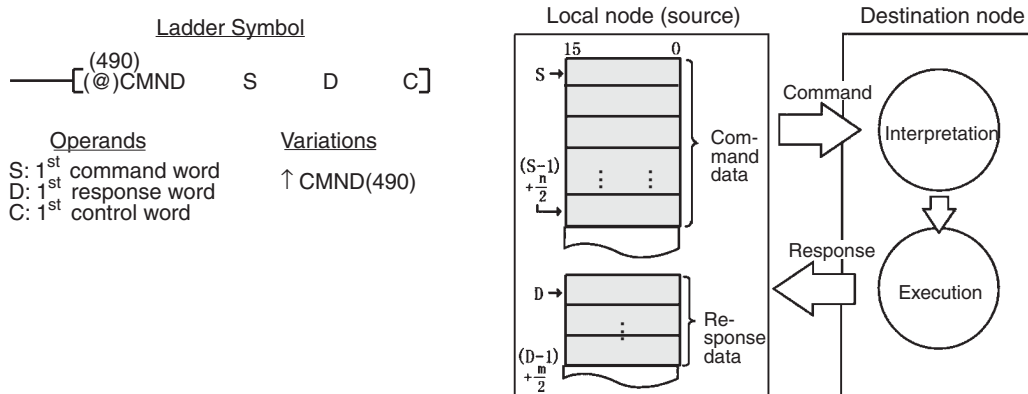 Ladder Symbol
(490)
[(@)CMND S D C]
Operands
S: 1st command word
D: 1st response word
C: 1st control word
Variations
↑ CMND(490)
Local node (source)
15 0
S →
(S-1)
+n/2
⋮ ⋮
Com-
mand
data
D →
⋮
(D-1)
+m/2
Re-
sponse
data
Command
Response
Destination node
Interpretation
Execution